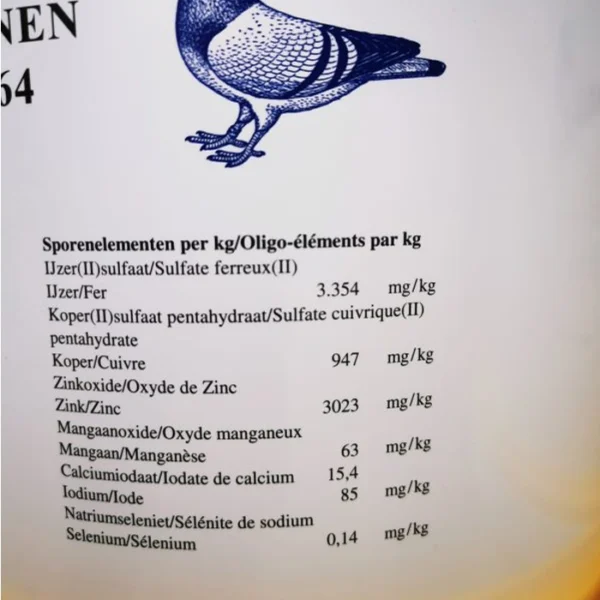 NEN
64
Sporenelementen per kg/Oligo-éléments par kg
IJzer(II)sulfaat/Sulfate ferreux(II)
IJzer/Fer 3.354 mg/kg
Koper(II)sulfaat pentahydraat/Sulfate cuivrique(II)
pentahydrate
Koper/Cuivre 947 mg/kg
Zinkoxide/Oxyde de Zinc
Zink/Zinc 3023 mg/kg
Mangaanoxide/Oxyde manganeux
Mangaan/Manganèse 63 mg/kg
Calciumiodaat/Iodate de calcium 15,4
Iodium/Iode 85 mg/kg
Natriumseleniet/Sélénite de sodium
Selenium/Sélenium 0,14 mg/kg